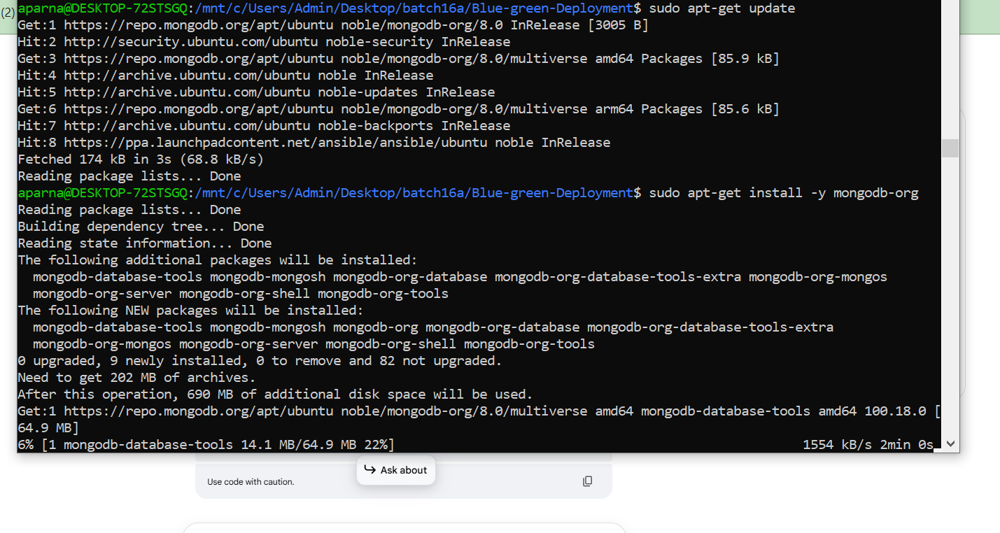 (2)
aparna@DESKTOP-72STSGQ:/mnt/c/Users/Admin/Desktop/batch16a/Blue-green-Deployment$ sudo apt-get update
Get:1 https://repo.mongodb.org/apt/ubuntu noble/mongodb-org/8.0 InRelease [3005 B]
Hit:2 http://security.ubuntu.com/ubuntu noble-security InRelease
Get:3 https://repo.mongodb.org/apt/ubuntu noble/mongodb-org/8.0/multiverse amd64 Packages [85.9 kB]
Hit:4 http://archive.ubuntu.com/ubuntu noble InRelease
Hit:5 http://archive.ubuntu.com/ubuntu noble-updates InRelease
Get:6 https://repo.mongodb.org/apt/ubuntu noble/mongodb-org/8.0/multiverse arm64 Packages [85.6 kB]
Hit:7 http://archive.ubuntu.com/ubuntu noble-backports InRelease
Hit:8 https://ppa.launchpadcontent.net/ansible/ansible/ubuntu noble InRelease
Fetched 174 kB in 3s (68.8 kB/s)
Reading package lists... Done
aparna@DESKTOP-72STSGQ:/mnt/c/Users/Admin/Desktop/batch16a/Blue-green-Deployment$ sudo apt-get install -y mongodb-org
Reading package lists... Done
Building dependency tree... Done
Reading state information... Done
The following additional packages will be installed:
  mongodb-database-tools mongodb-mongosh mongodb-org-database mongodb-org-database-tools-extra mongodb-org-mongos
  mongodb-org-server mongodb-org-shell mongodb-org-tools
The following NEW packages will be installed:
  mongodb-database-tools mongodb-mongosh mongodb-org mongodb-org-database mongodb-org-database-tools-extra
  mongodb-org-mongos mongodb-org-server mongodb-org-shell mongodb-org-tools
0 upgraded, 9 newly installed, 0 to remove and 82 not upgraded.
Need to get 202 MB of archives.
After this operation, 690 MB of additional disk space will be used.
Get:1 https://repo.mongodb.org/apt/ubuntu noble/mongodb-org/8.0/multiverse amd64 mongodb-database-tools amd64 100.18.0 [
64.9 MB]
6% [1 mongodb-database-tools 14.1 MB/64.9 MB 22%] 1554 kB/s 2min 0s
Ask about
Use code with caution.